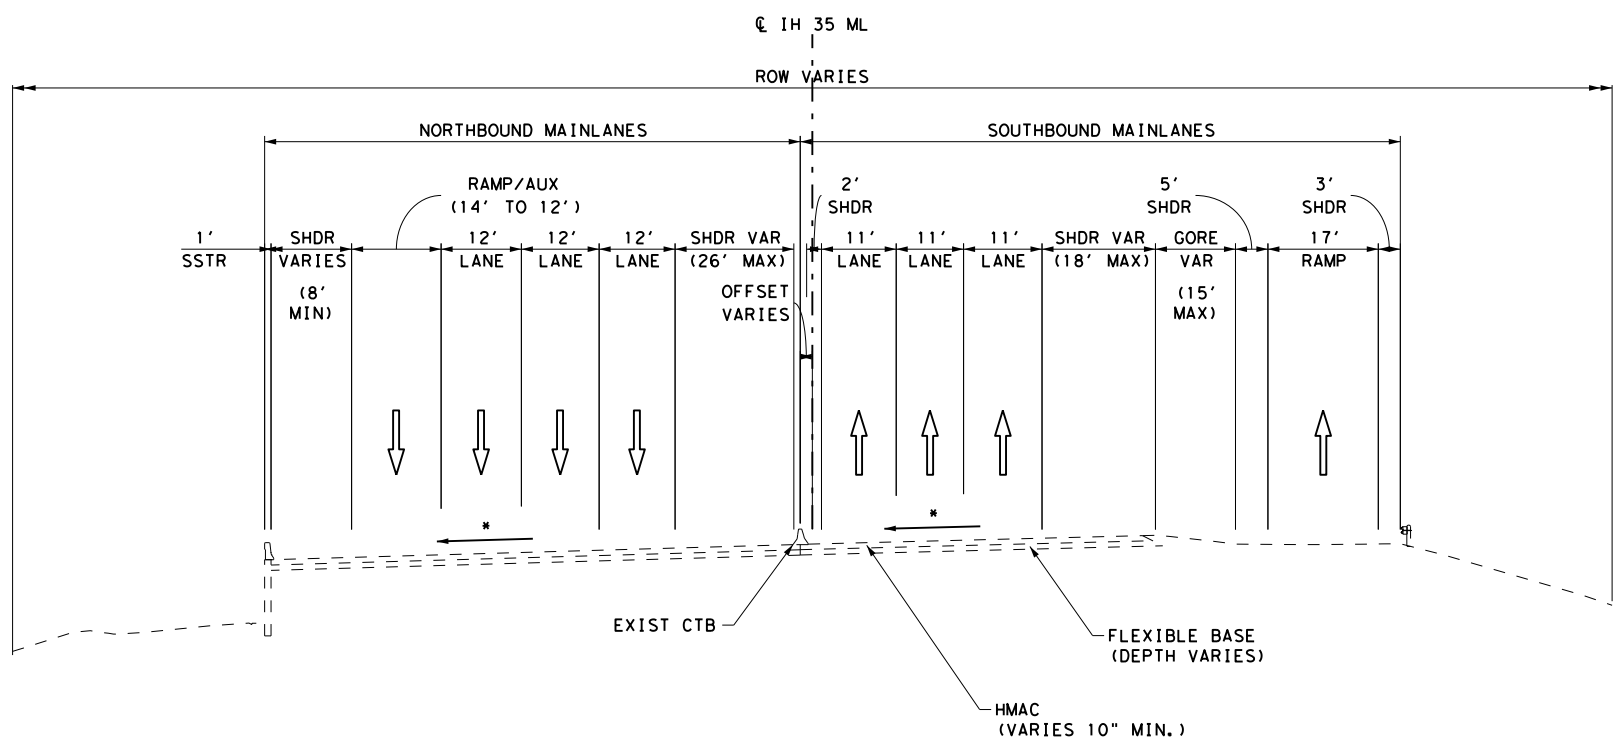 ℄ IH 35 ML
ROW VARIES
NORTHBOUND MAINLANES
SOUTHBOUND MAINLANES
RAMP/AUX
(14' TO 12')
2'
SHDR
5'
SHDR
3'
SHDR
1'
SSTR
SHDR
VARIES
(8'
MIN)
12'
LANE
12'
LANE
12'
LANE
SHDR VAR
(26' MAX)
OFFSET
VARIES
11'
LANE
11'
LANE
11'
LANE
SHDR VAR
(18' MAX)
GORE
VAR
(15'
MAX)
17'
RAMP
*
*
EXIST CTB
FLEXIBLE BASE
(DEPTH VARIES)
HMAC
(VARIES 10" MIN.)